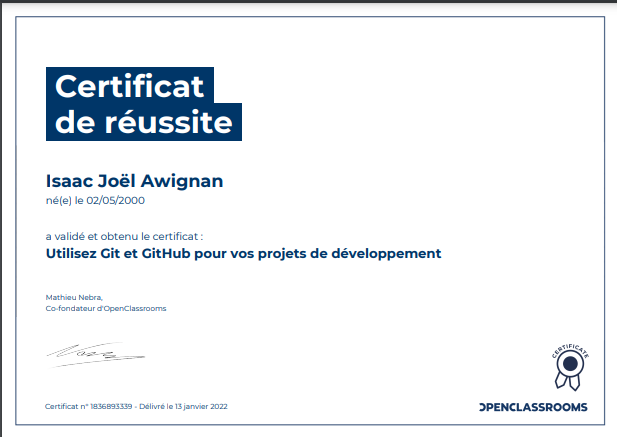 Certificat
de réussite
Isaac Joël Awignan
né(e) le 02/05/2000
a validé et obtenu le certificat :
Utilisez Git et GitHub pour vos projets de développement
Mathieu Nebra,
Co-fondateur d'OpenClassrooms
CERTIFICATE
OPENCLASSROOMS
Certificat n° 1836893339 - Délivré le 13 janvier 2022